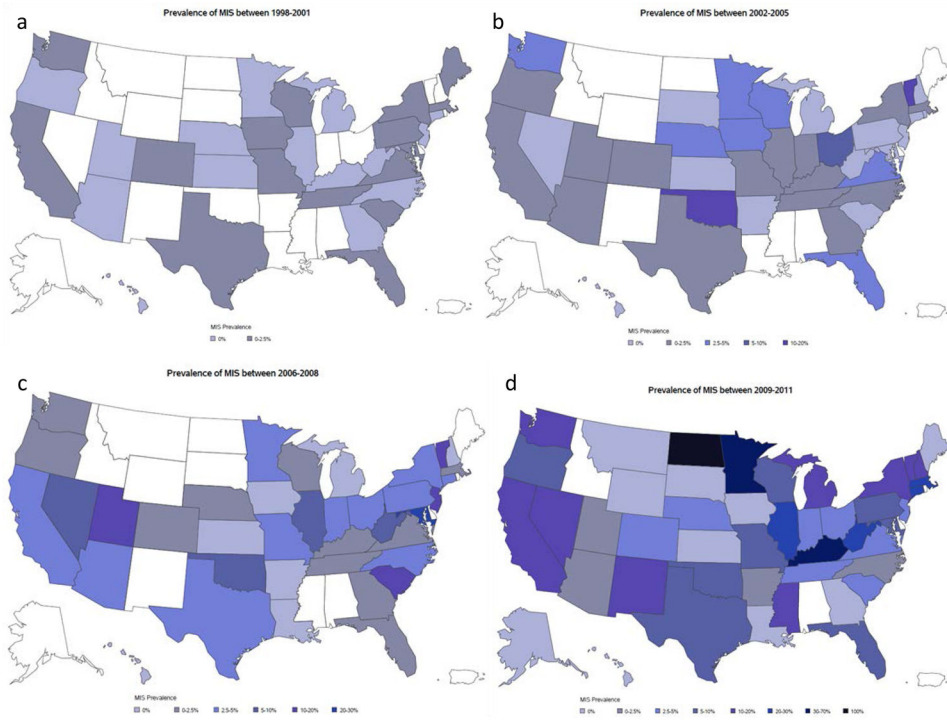 a
Prevalence of MIS between 1998-2001
MIS Prevalence
0% 0-2.5%
b
Prevalence of MIS between 2002-2005
MIS Prevalence
0% 0-2.5% 2.5-5% 5-10% 10-20%
c
Prevalence of MIS between 2006-2008
MIS Prevalence
0% 0-2.5% 2.5-5% 5-10% 10-20% 20-30%
d
Prevalence of MIS between 2009-2011
MIS Prevalence
0% 0-2.5% 2.5-5% 5-10% 10-20% 20-30% 30-70% 100%